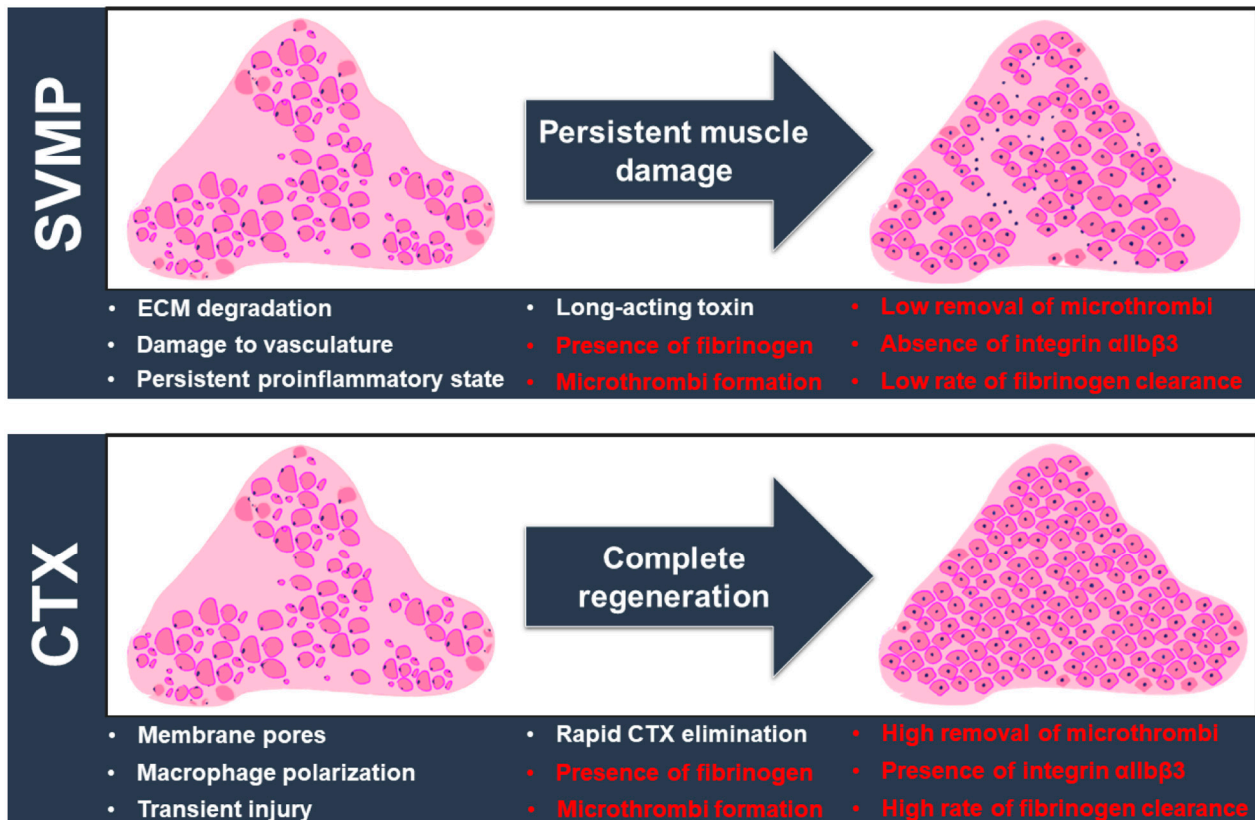 SVMP
Persistent muscle
damage
• ECM degradation
• Damage to vasculature
• Persistent proinflammatory state
• Long-acting toxin
• Presence of fibrinogen
• Microthrombi formation
• Low removal of microthrombi
• Absence of integrin αIIbβ3
• Low rate of fibrinogen clearance
CTX
Complete
regeneration
• Membrane pores
• Macrophage polarization
• Transient injury
• Rapid CTX elimination
• Presence of fibrinogen
• Microthrombi formation
• High removal of microthrombi
• Presence of integrin αIIbβ3
• High rate of fibrinogen clearance